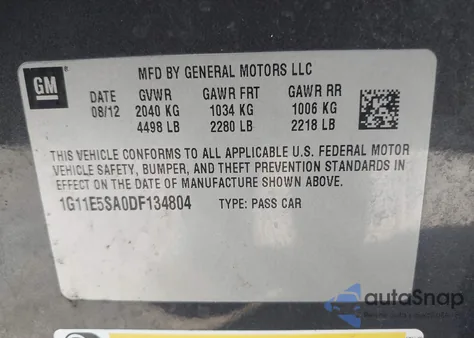 GM
MFD BY GENERAL MOTORS LLC
DATE GVWR GAWR FRT GAWR RR
08/12 2040 KG 1034 KG 1006 KG
4498 LB 2280 LB 2218 LB
THIS VEHICLE CONFORMS TO ALL APPLICABLE U.S. FEDERAL MOTOR
VEHICLE SAFETY, BUMPER, AND THEFT PREVENTION STANDARDS IN
EFFECT ON THE DATE OF MANUFACTURE SHOWN ABOVE.
1G11E5SA0DF134804 TYPE: PASS CAR
autoSnap